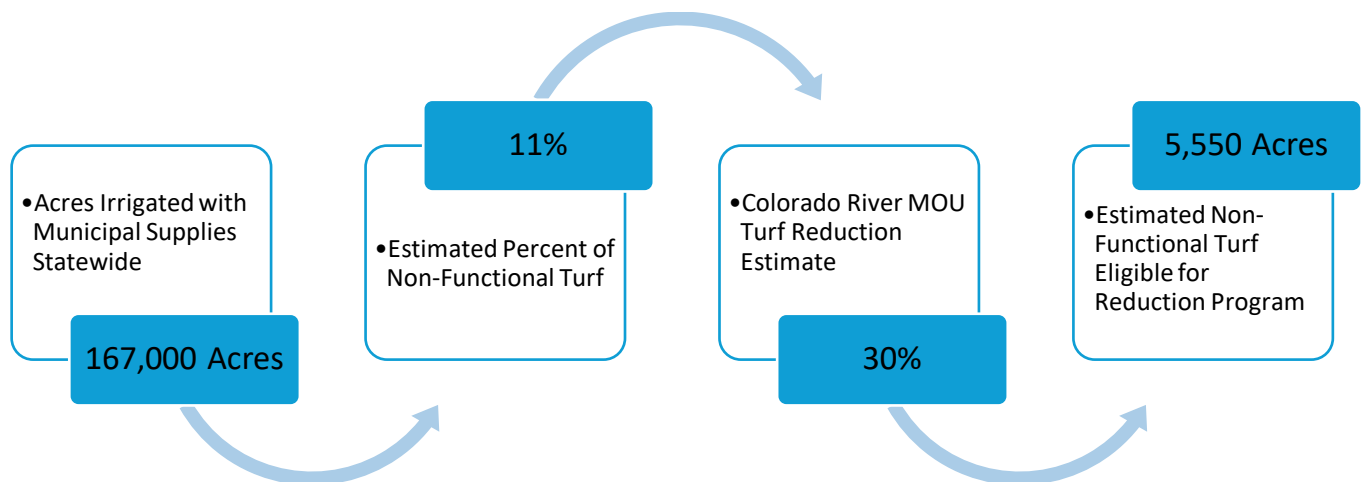 •Acres Irrigated with
Municipal Supplies
Statewide
167,000 Acres
11%
•Estimated Percent of
Non-Functional Turf
•Colorado River MOU
Turf Reduction
Estimate
30%
5,550 Acres
•Estimated Non-
Functional Turf
Eligible for
Reduction Program